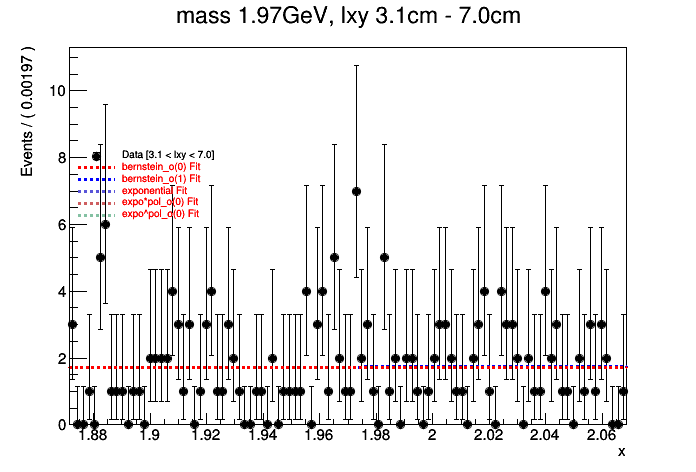 mass 1.97GeV, lxy 3.1cm - 7.0cm
Events / ( 0.00197 )
10
8
6
4
2
0
Data [3.1 < lxy < 7.0]
bernstein_o(0) Fit
bernstein_o(1) Fit
exponential Fit
expo*pol_o(0) Fit
expo^pol_o(0) Fit
1.88 1.9 1.92 1.94 1.96 1.98 2 2.02 2.04 2.06
x